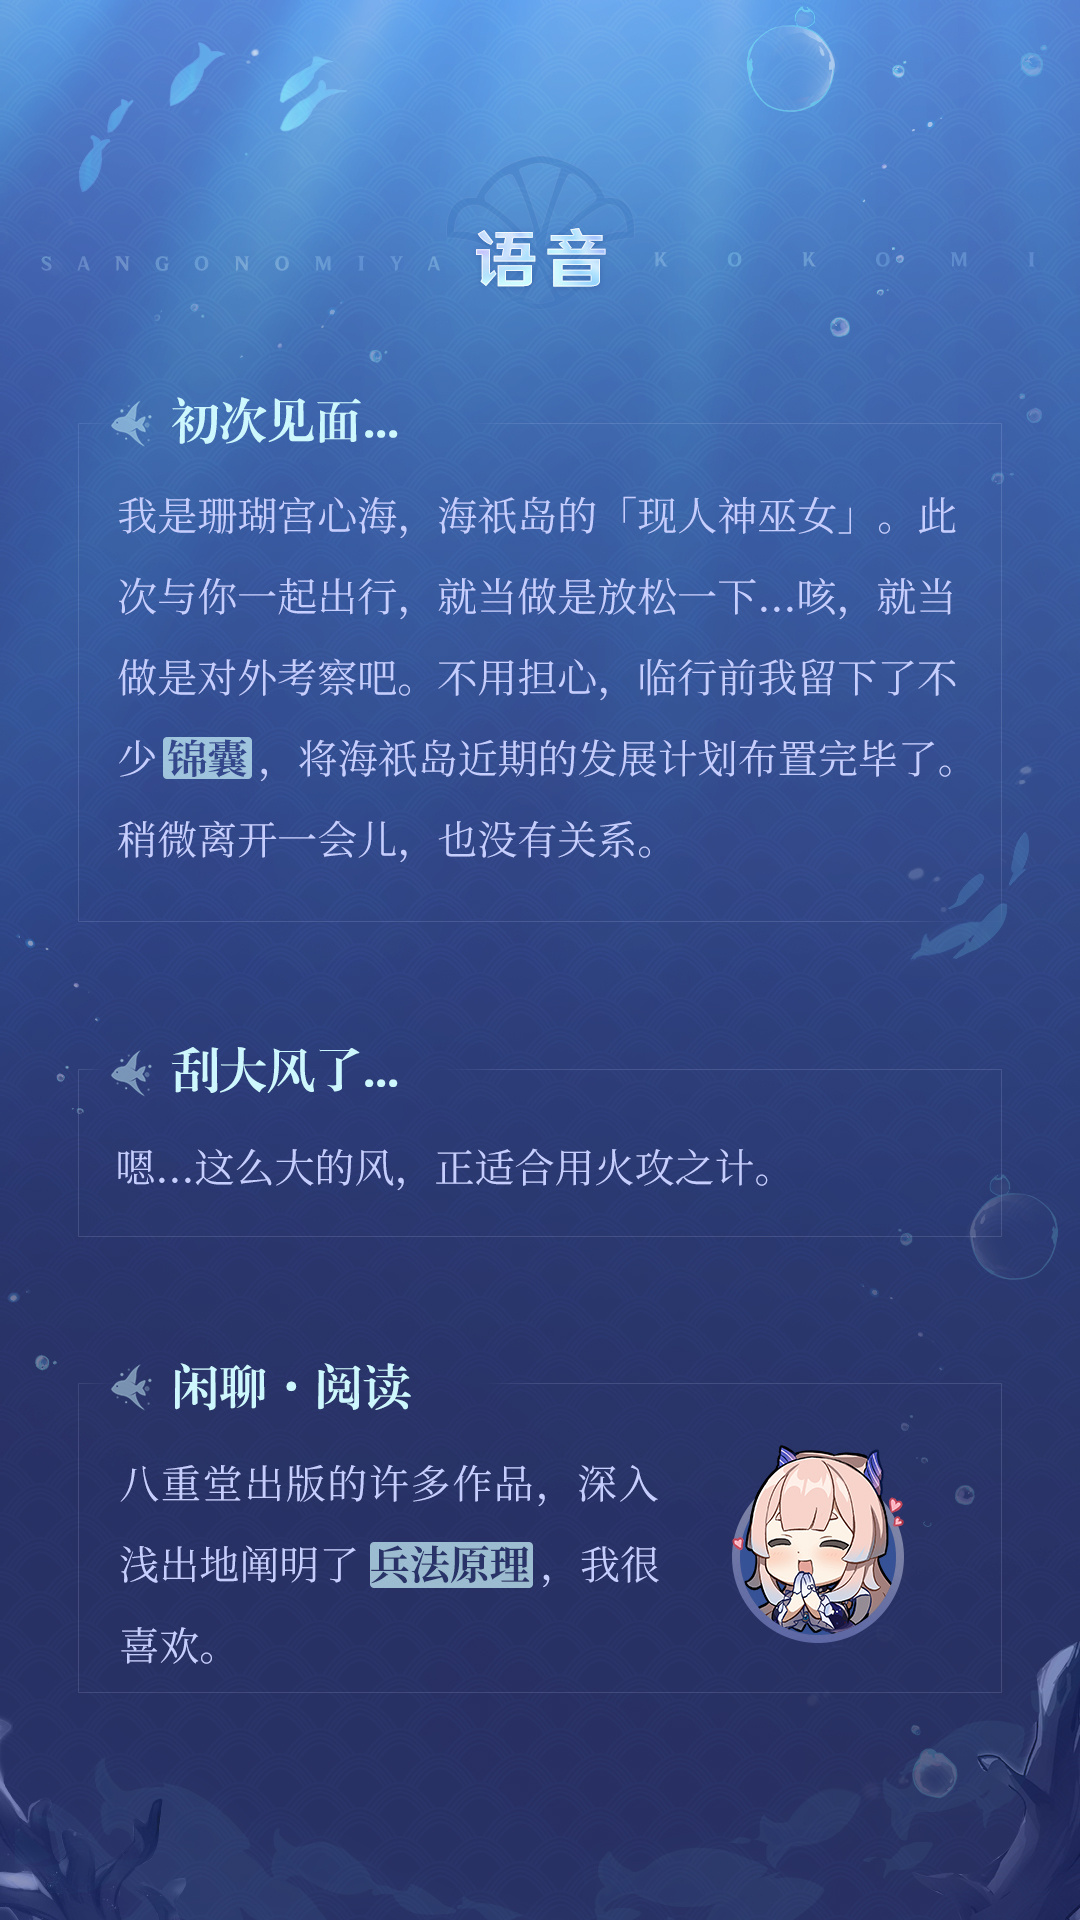 语音
SANGONOMIYA KOKOMI
初次见面...
我是珊瑚宫心海，海祇岛的「现人神巫女」。此
次与你一起出行，就当做是放松一下...咳，就当
做是对外考察吧。不用担心，临行前我留下了不
少锦囊，将海祇岛近期的发展计划布置完毕了。
稍微离开一会儿，也没有关系。
刮大风了...
嗯...这么大的风，正适合用火攻之计。
闲聊·阅读
八重堂出版的许多作品，深入
浅出地阐明了兵法原理，我很
喜欢。